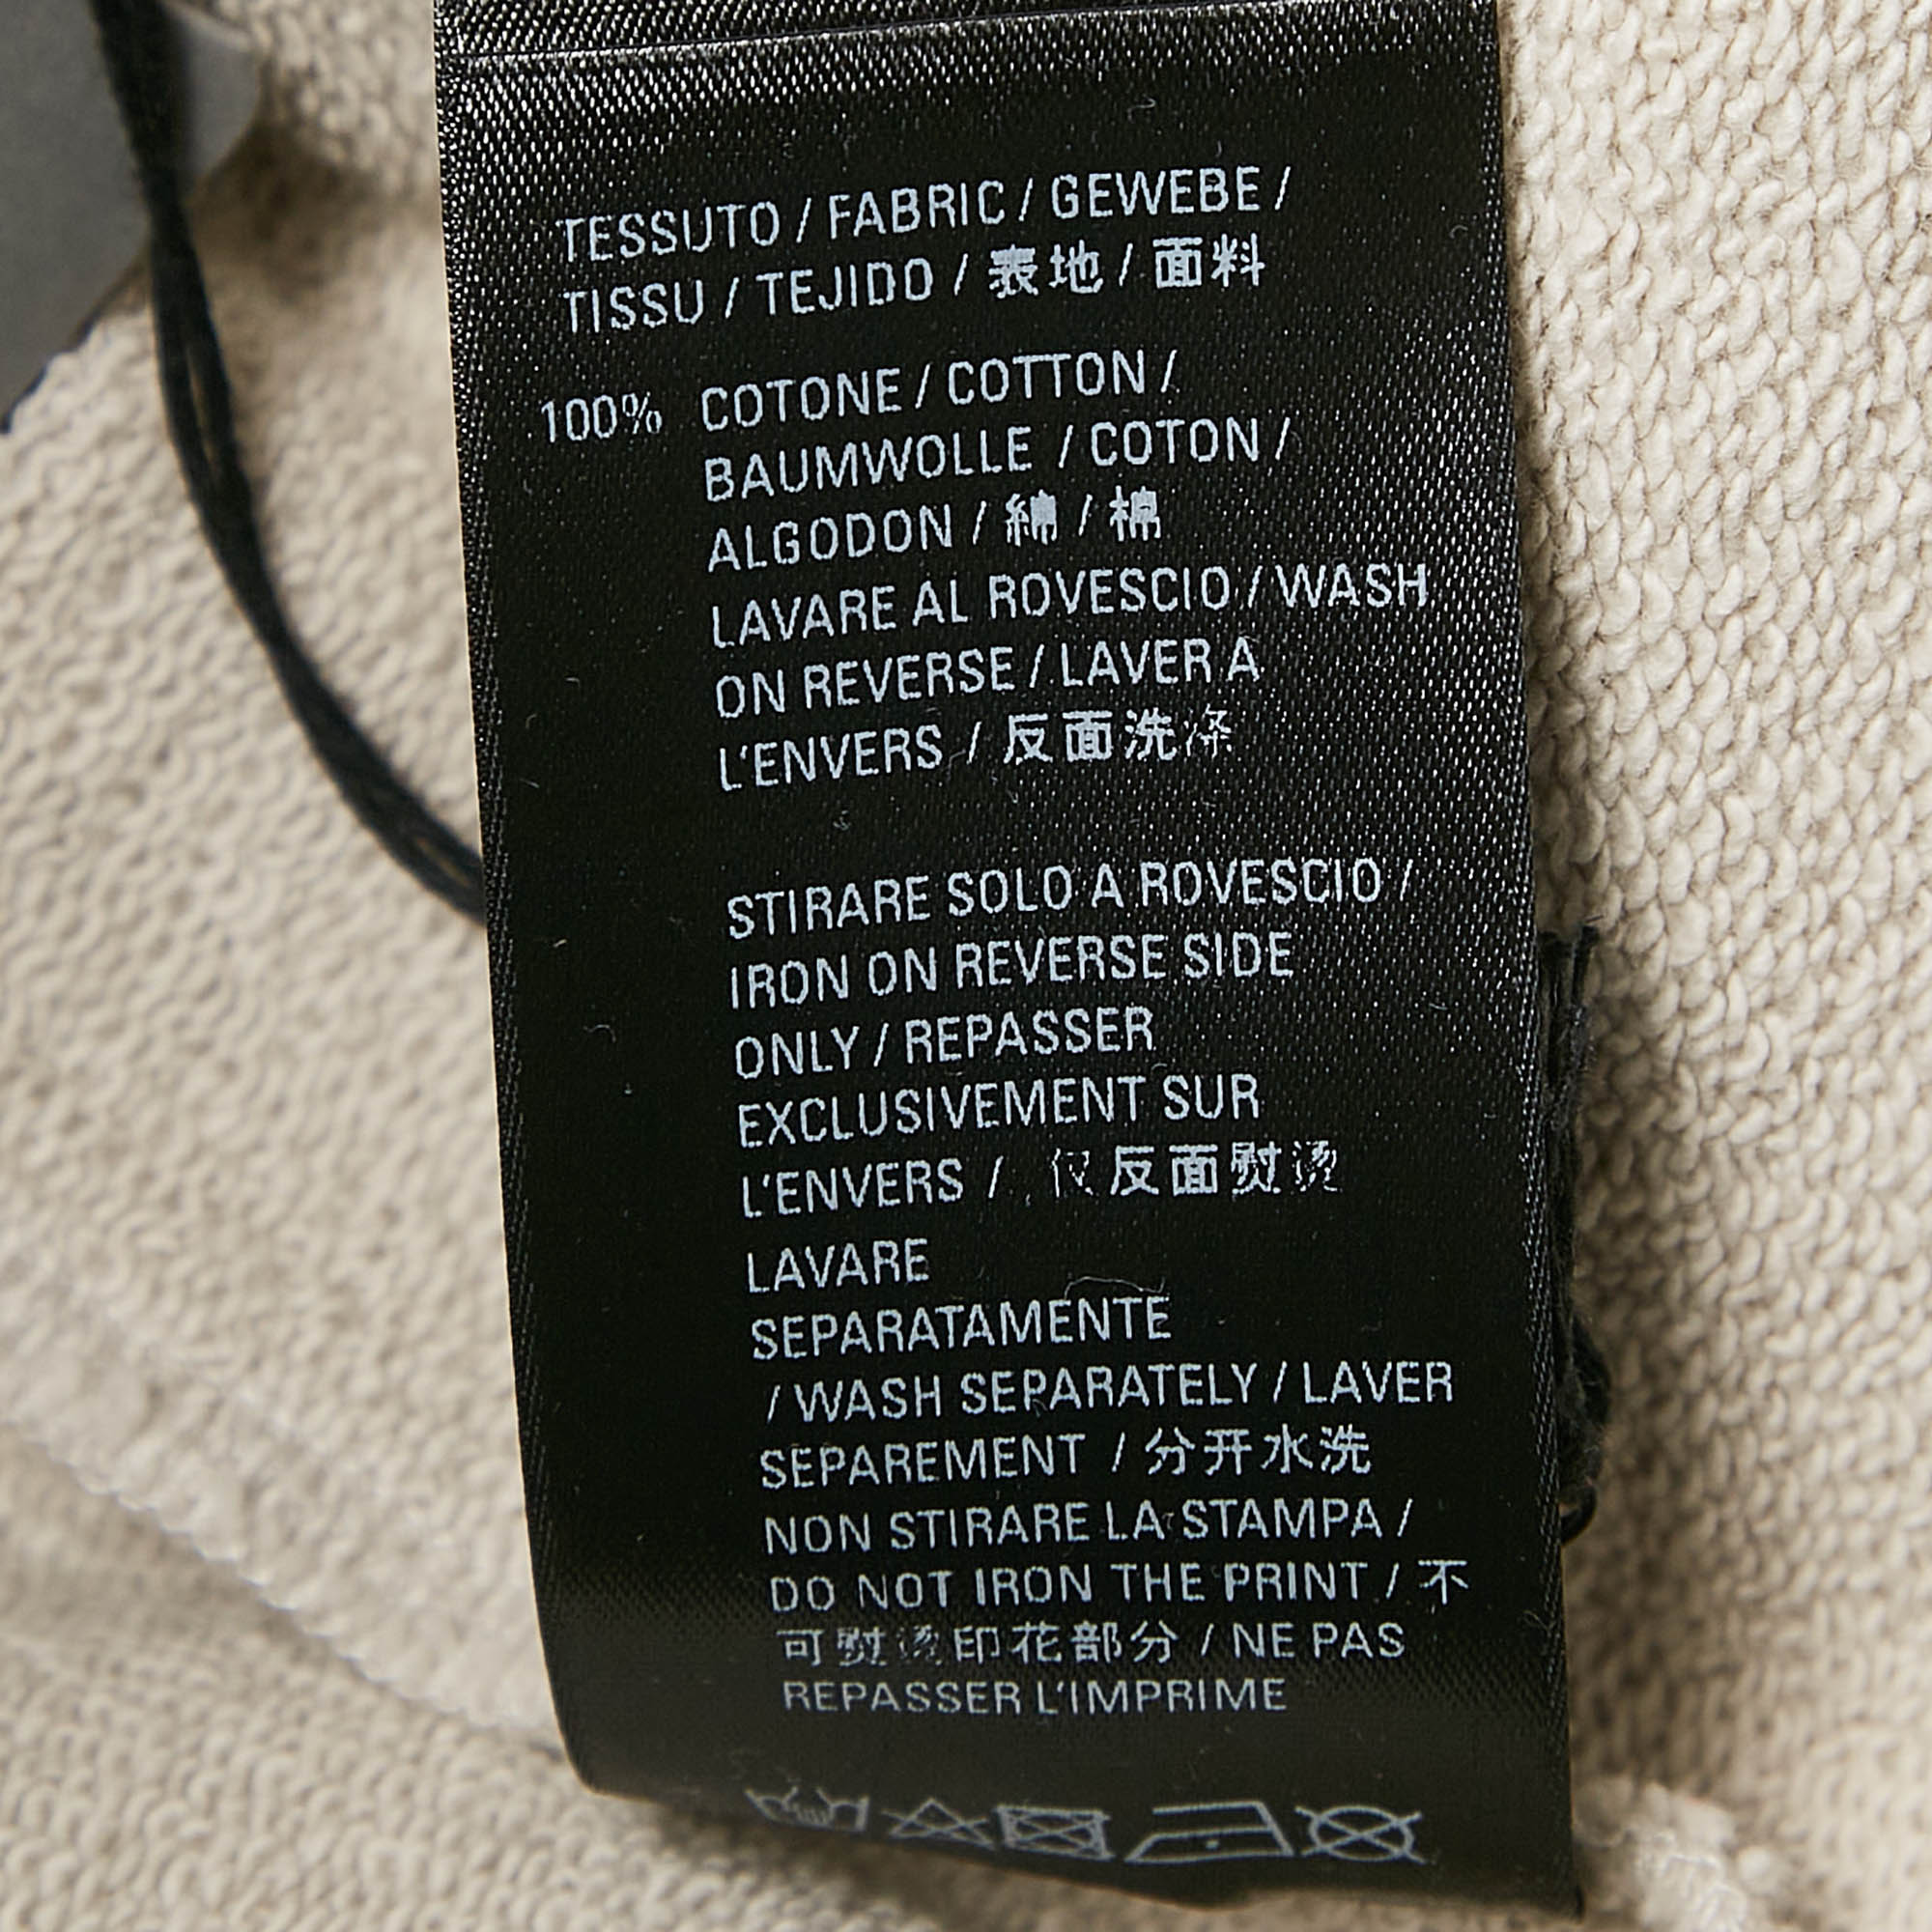 TESSUTO / FABRIC / GEWEBE /
TISSU / TEJIDO / 表地 / 面料
100% COTONE / COTTON /
BAUMWOLLE / COTON /
ALGODON / 綿 / 棉
LAVARE AL ROVESCIO / WASH
ON REVERSE / LAVER A
L'ENVERS / 反面洗涤
STIRARE SOLO A ROVESCIO /
IRON ON REVERSE SIDE
ONLY / REPASSER
EXCLUSIVEMENT SUR
L'ENVERS / 仅反面熨烫
LAVARE
SEPARATAMENTE
/ WASH SEPARATELY / LAVER
SEPAREMENT / 分开水洗
NON STIRARE LA STAMPA /
DO NOT IRON THE PRINT / 不
可熨烫印花部分 / NE PAS
REPASSER L'IMPRIME